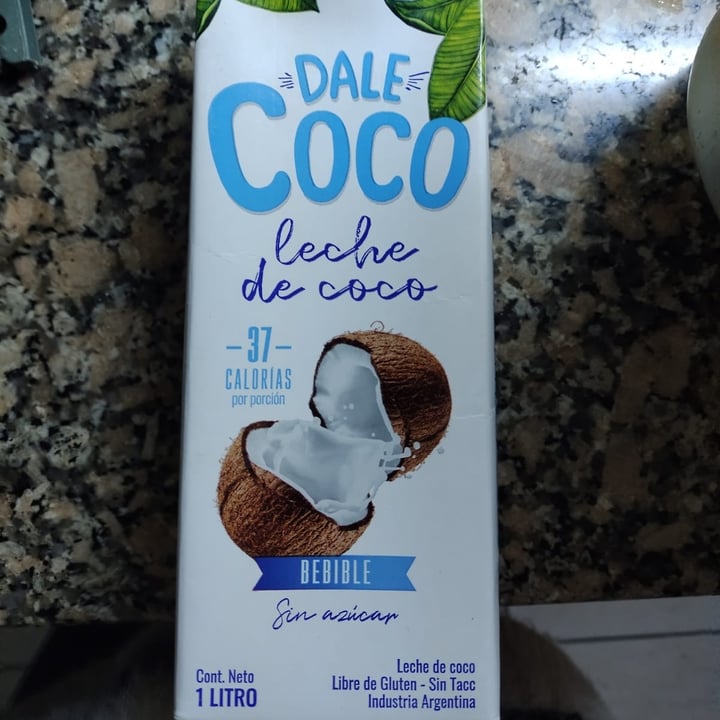 DALE
COCO
leche
de coco
37
CALORÍAS
por porción
BEBIBLE
Sin azúcar
Cont. Neto
1 LITRO
Leche de coco
Libre de Gluten - Sin Tacc
Industria Argentina